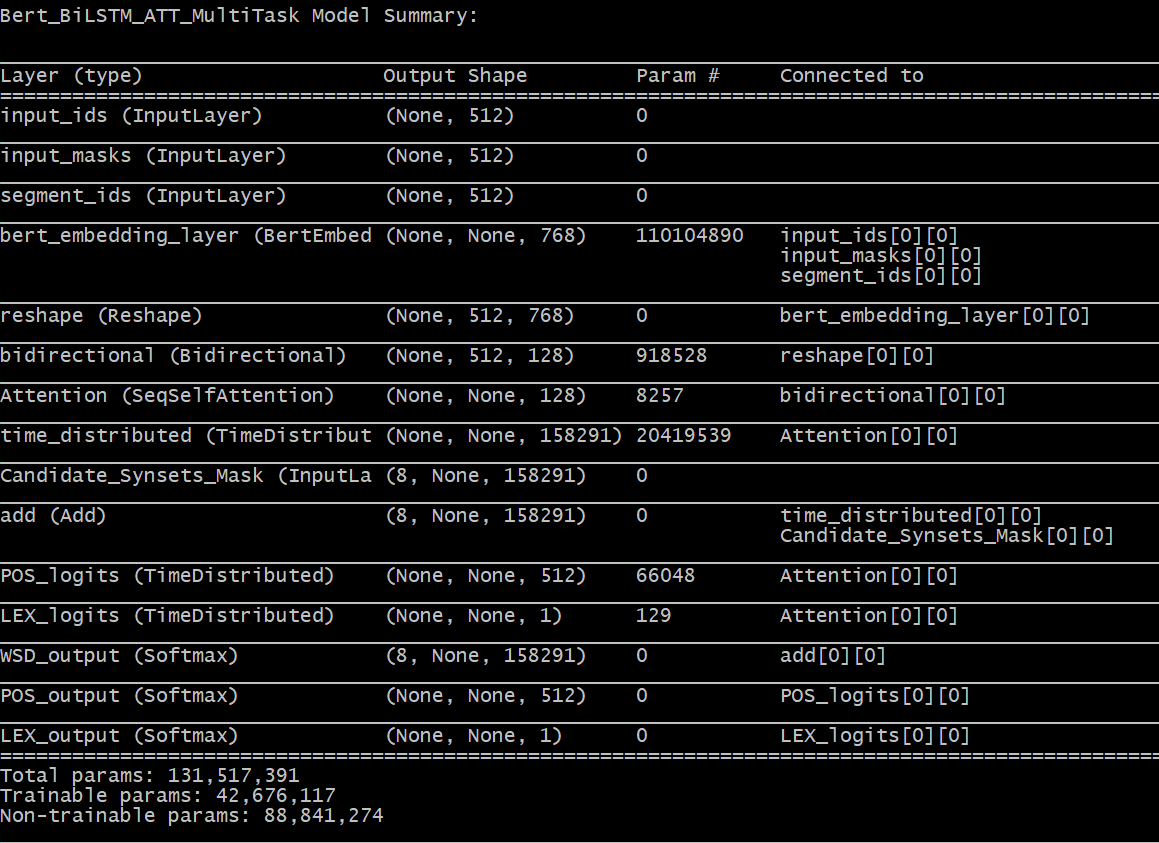 Bert_BiLSTM_ATT_MultiTask Model Summary:
Layer (type) Output Shape Param # Connected to
input_ids (InputLayer) (None, 512) 0
input_masks (InputLayer) (None, 512) 0
segment_ids (InputLayer) (None, 512) 0
bert_embedding_layer (BertEmbed (None, None, 768) 110104890 input_ids[0][0]
input_masks[0][0]
segment_ids[0][0]
reshape (Reshape) (None, 512, 768) 0 bert_embedding_layer[0][0]
bidirectional (Bidirectional) (None, 512, 128) 918528 reshape[0][0]
Attention (SeqSelfAttention) (None, None, 128) 8257 bidirectional[0][0]
time_distributed (TimeDistribut (None, None, 158291) 20419539 Attention[0][0]
Candidate_Synsets_Mask (InputLa (8, None, 158291) 0
add (Add) (8, None, 158291) 0 time_distributed[0][0]
Candidate_Synsets_Mask[0][0]
POS_logits (TimeDistributed) (None, None, 512) 66048 Attention[0][0]
LEX_logits (TimeDistributed) (None, None, 1) 129 Attention[0][0]
WSD_output (Softmax) (8, None, 158291) 0 add[0][0]
POS_output (Softmax) (None, None, 512) 0 POS_logits[0][0]
LEX_output (Softmax) (None, None, 1) 0 LEX_logits[0][0]
Total params: 131,517,391
Trainable params: 42,676,117
Non-trainable params: 88,841,274